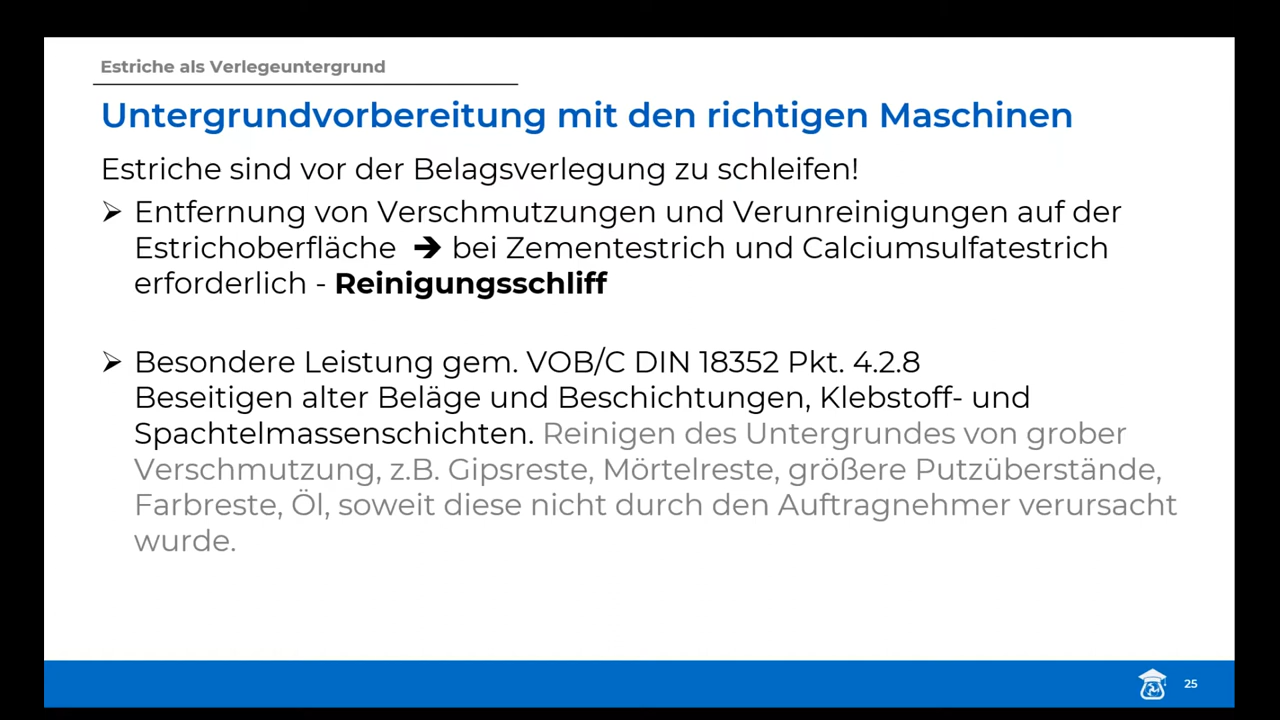 Estriche als Verlegeuntergrund
Untergrundvorbereitung mit den richtigen Maschinen
Estriche sind vor der Belagsverlegung zu schleifen!
➢ Entfernung von Verschmutzungen und Verunreinigungen auf der
Estrichoberfläche ➔ bei Zementestrich und Calciumsulfatestrich
erforderlich - Reinigungsschliff
➢ Besondere Leistung gem. VOB/C DIN 18352 Pkt. 4.2.8
Beseitigen alter Beläge und Beschichtungen, Klebstoff- und
Spachtelmassenschichten. Reinigen des Untergrundes von grober
Verschmutzung, z.B. Gipsreste, Mörtelreste, größere Putzüberstände,
Farbreste, Öl, soweit diese nicht durch den Auftragnehmer verursacht
wurde.
25